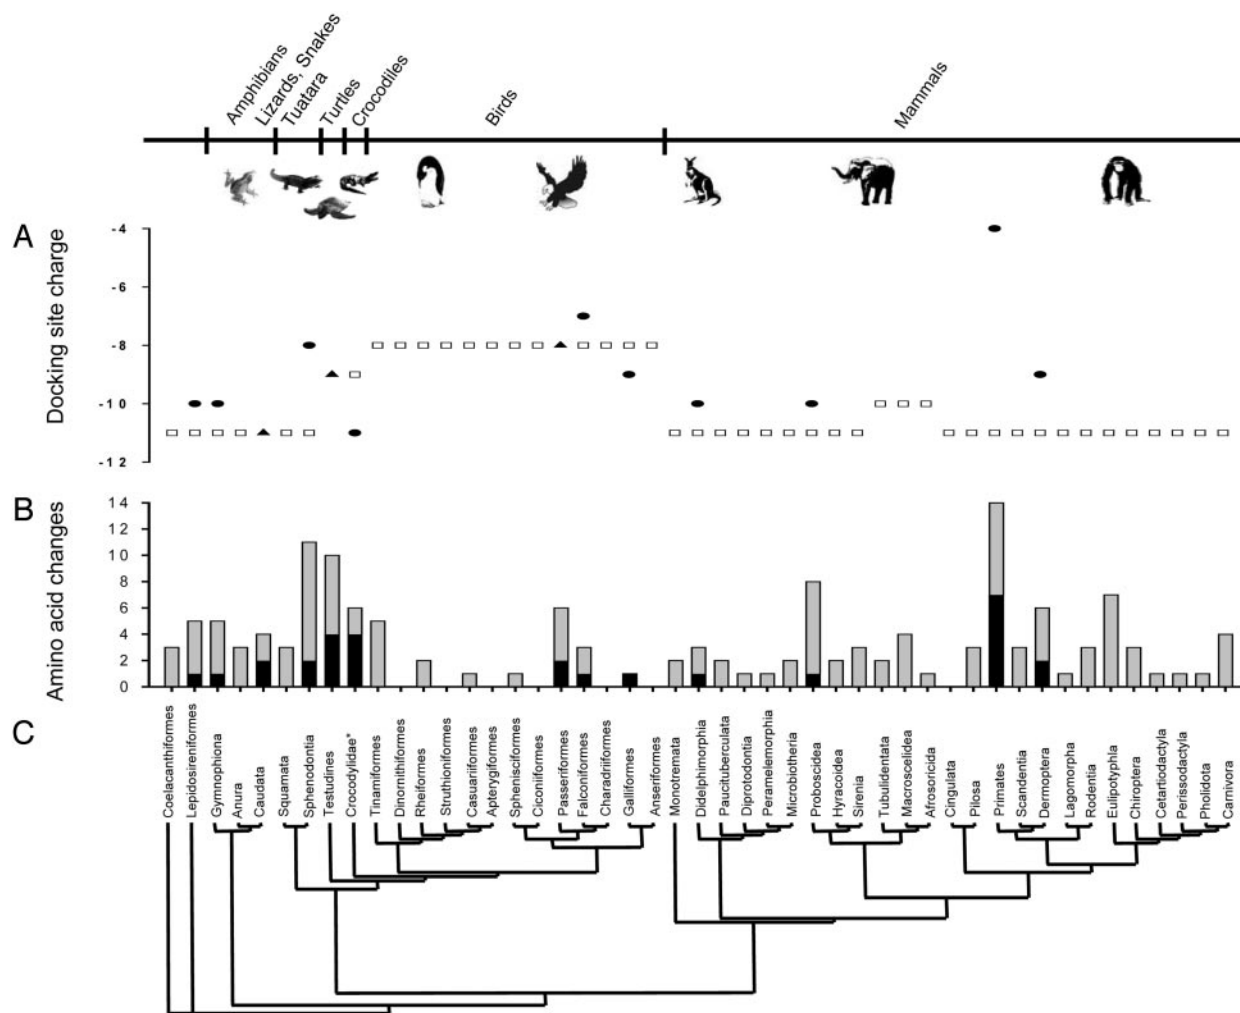 Amphibians
Lizards, Snakes
Tuatara
Turtles
Crocodiles
Birds
Mammals
A
Docking site charge
-4
-6
-8
-10
-12
B
Amino acid changes
14
12
10
8
6
4
2
0
C
Coelacanthiformes
Lepidosireniformes
Gymnophiona
Anura
Caudata
Squamata
Sphenodontia
Testudines
Crocodylidae*
Tinamiformes
Dinornithiformes
Rheiformes
Struthioniformes
Casuariiformes
Apterygiformes
Sphenisciformes
Ciconiiformes
Passeriformes
Falconiformes
Charadriiformes
Galliformes
Anseriformes
Monotremata
Didelphimorphia
Paucituberculata
Diprotodontia
Peramelemorphia
Microbiotheria
Proboscidea
Hyracoidea
Sirenia
Tubulidentata
Macroscelidea
Afrosoricida
Cingulata
Pilosa
Primates
Scandentia
Dermoptera
Lagomorpha
Rodentia
Eulipotyphla
Chiroptera
Cetartiodactyla
Perissodactyla
Pholidota
Carnivora